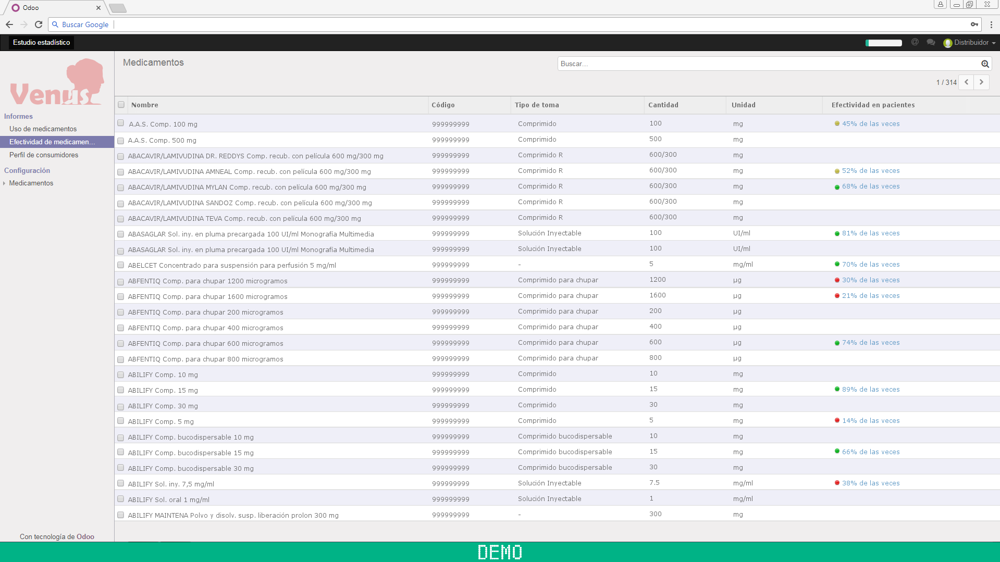 Odoo
Buscar Google
Estudio estadístico
@
Distribuidor
Venus
Medicamentos
Buscar...
1 / 314
Informes
Uso de medicamentos
Efectividad de medicamen...
Perfil de consumidores
Configuración
Medicamentos
Nombre Código Tipo de toma Cantidad Unidad Efectividad en pacientes
A.A.S. Comp. 100 mg 999999999 Comprimido 100 mg 45% de las veces
A.A.S. Comp. 500 mg 999999999 Comprimido 500 mg
ABACAVIR/LAMIVUDINA DR. REDDYS Comp. recub. con película 600 mg/300 mg 999999999 Comprimido R 600/300 mg
ABACAVIR/LAMIVUDINA AMNEAL Comp. recub. con película 600 mg/300 mg 999999999 Comprimido R 600/300 mg 52% de las veces
ABACAVIR/LAMIVUDINA MYLAN Comp. recub. con película 600 mg/300 mg 999999999 Comprimido R 600/300 mg 68% de las veces
ABACAVIR/LAMIVUDINA SANDOZ Comp. recub. con película 600 mg/300 mg 999999999 Comprimido R 600/300 mg
ABACAVIR/LAMIVUDINA TEVA Comp. recub. con película 600 mg/300 mg 999999999 Comprimido R 600/300 mg
ABASAGLAR Sol. iny. en pluma precargada 100 UI/ml Monografía Multimedia 999999999 Solución Inyectable 100 UI/ml 81% de las veces
ABASAGLAR Sol. iny. en pluma precargada 100 UI/ml Monografía Multimedia 999999999 Solución Inyectable 100 UI/ml
ABELCET Concentrado para suspensión para perfusión 5 mg/ml 999999999 - 5 mg/ml 70% de las veces
ABFENTIQ Comp. para chupar 1200 microgramos 999999999 Comprimido para chupar 1200 µg 30% de las veces
ABFENTIQ Comp. para chupar 1600 microgramos 999999999 Comprimido para chupar 1600 µg 21% de las veces
ABFENTIQ Comp. para chupar 200 microgramos 999999999 Comprimido para chupar 200 µg
ABFENTIQ Comp. para chupar 400 microgramos 999999999 Comprimido para chupar 400 µg
ABFENTIQ Comp. para chupar 600 microgramos 999999999 Comprimido para chupar 600 µg 74% de las veces
ABFENTIQ Comp. para chupar 800 microgramos 999999999 Comprimido para chupar 800 µg
ABILIFY Comp. 10 mg 999999999 Comprimido 10 mg
ABILIFY Comp. 15 mg 999999999 Comprimido 15 mg 89% de las veces
ABILIFY Comp. 30 mg 999999999 Comprimido 30 mg
ABILIFY Comp. 5 mg 999999999 Comprimido 5 mg 14% de las veces
ABILIFY Comp. bucodispersable 10 mg 999999999 Comprimido bucodispersable 10 mg
ABILIFY Comp. bucodispersable 15 mg 999999999 Comprimido bucodispersable 15 mg 66% de las veces
ABILIFY Comp. bucodispersable 30 mg 999999999 Comprimido bucodispersable 30 mg
ABILIFY Sol. iny. 7,5 mg/ml 999999999 Solución Inyectable 7.5 mg/ml 38% de las veces
ABILIFY Sol. oral 1 mg/ml 999999999 Solución Inyectable 1 mg/ml
ABILIFY MAINTENA Polvo y disolv. susp. liberación prolon 300 mg 999999999 - 300 mg
Con tecnología de Odoo
DEMO